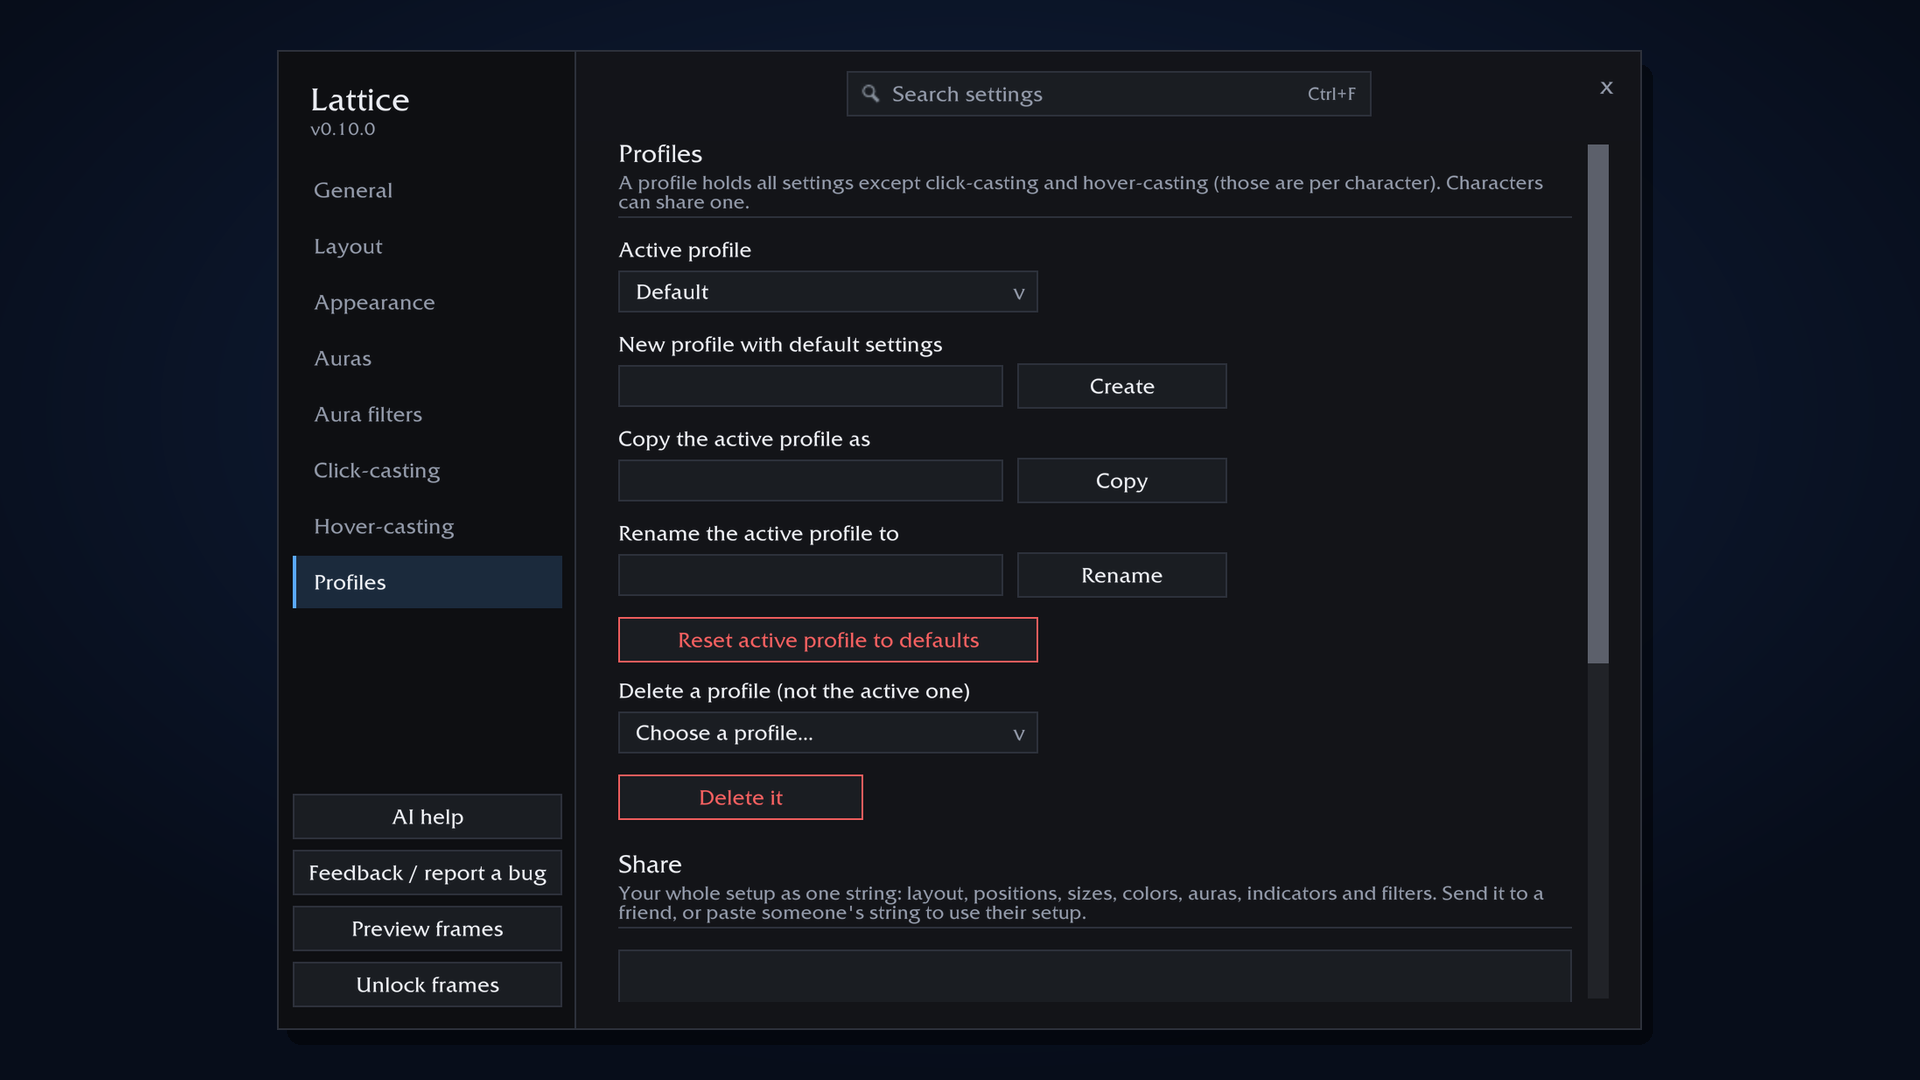 Lattice
v0.10.0
General
Layout
Appearance
Auras
Aura filters
Click-casting
Hover-casting
Profiles
AI help
Feedback / report a bug
Preview frames
Unlock frames
Search settings
Ctrl+F
x
Profiles
A profile holds all settings except click-casting and hover-casting (those are per character). Characters
can share one.
Active profile
Default
v
New profile with default settings
Create
Copy the active profile as
Copy
Rename the active profile to
Rename
Reset active profile to defaults
Delete a profile (not the active one)
Choose a profile...
v
Delete it
Share
Your whole setup as one string: layout, positions, sizes, colors, auras, indicators and filters. Send it to a
friend, or paste someone's string to use their setup.